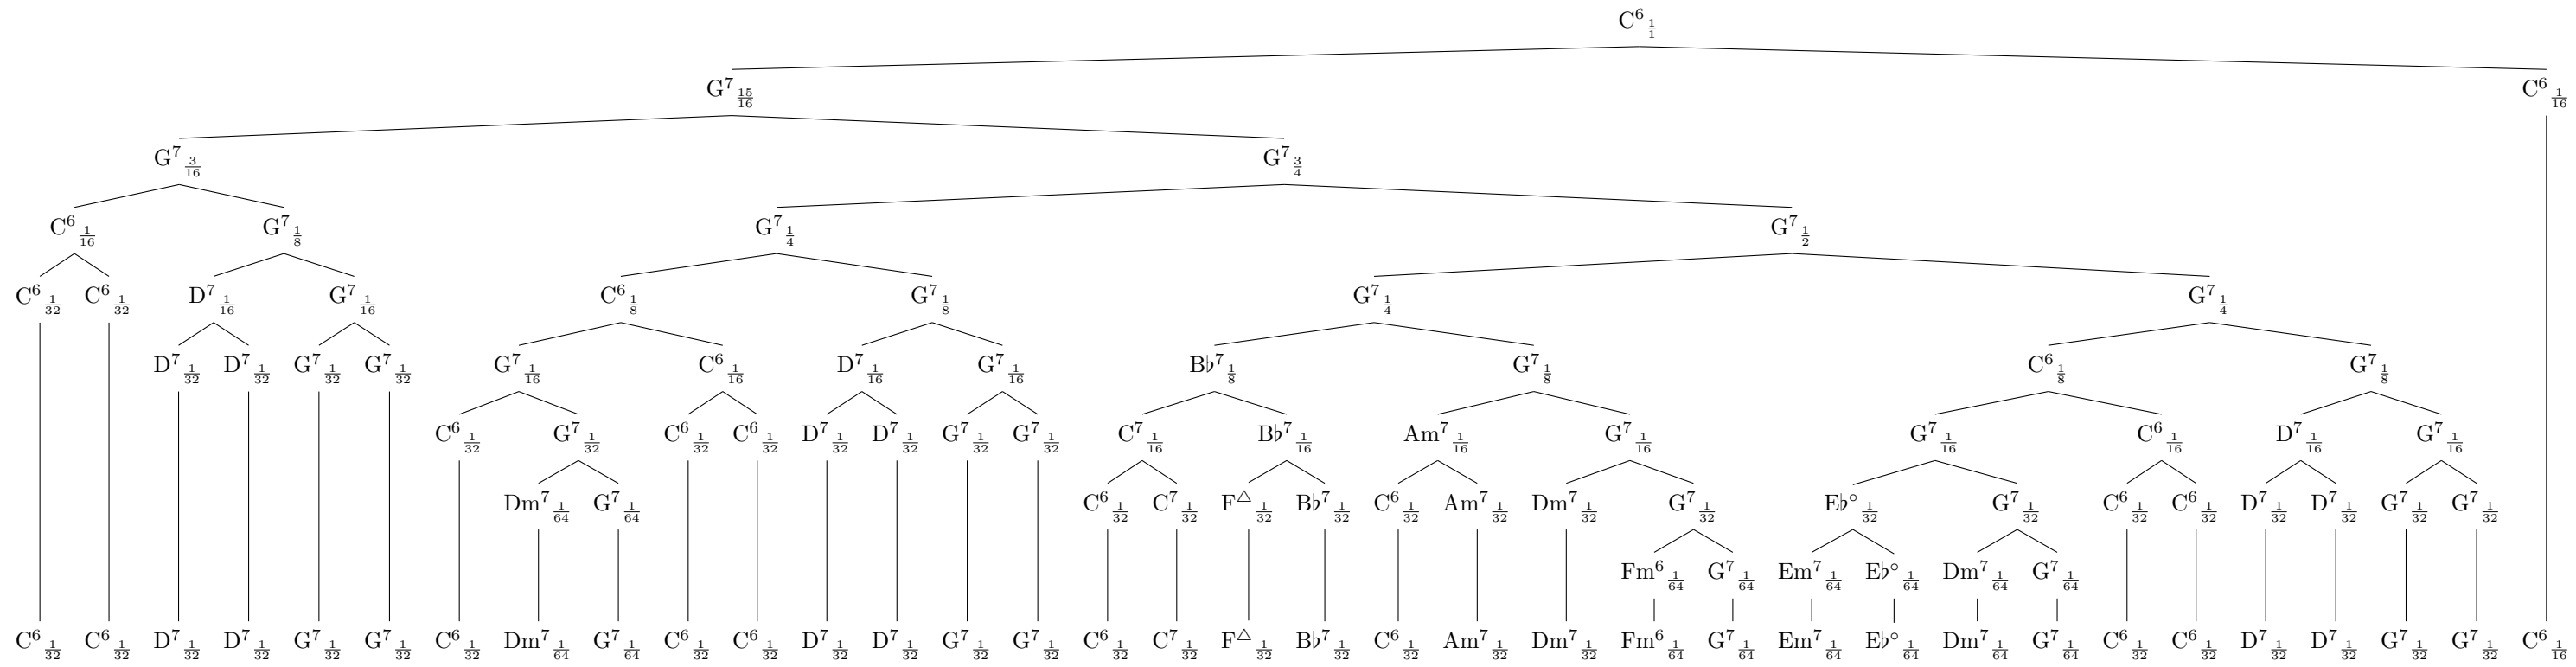 C⁶ 1/1
G⁷ 15/16 C⁶ 1/16
G⁷ 3/16 G⁷ 3/4
C⁶ 1/16 G⁷ 1/8 G⁷ 1/4 G⁷ 1/2
C⁶ 1/32 C⁶ 1/32 D⁷ 1/16 G⁷ 1/16 C⁶ 1/8 G⁷ 1/8 G⁷ 1/4 G⁷ 1/4
D⁷ 1/32 D⁷ 1/32 G⁷ 1/32 G⁷ 1/32 G⁷ 1/16 C⁶ 1/16 D⁷ 1/16 G⁷ 1/16 B♭⁷ 1/8 G⁷ 1/8 C⁶ 1/8 G⁷ 1/8
C⁶ 1/32 G⁷ 1/32 C⁶ 1/32 C⁶ 1/32 D⁷ 1/32 D⁷ 1/32 G⁷ 1/32 G⁷ 1/32 C⁷ 1/16 B♭⁷ 1/16 Am⁷ 1/16 G⁷ 1/16 G⁷ 1/16 C⁶ 1/16 D⁷ 1/16 G⁷ 1/16
Dm⁷ 1/64 G⁷ 1/64 C⁶ 1/32 C⁷ 1/32 F△ 1/32 B♭⁷ 1/32 C⁶ 1/32 Am⁷ 1/32 Dm⁷ 1/32 G⁷ 1/32 E♭° 1/32 G⁷ 1/32 C⁶ 1/32 C⁶ 1/32 D⁷ 1/32 D⁷ 1/32 G⁷ 1/32 G⁷ 1/32
Fm⁶ 1/64 G⁷ 1/64 Em⁷ 1/64 E♭° 1/64 Dm⁷ 1/64 G⁷ 1/64
C⁶ 1/32 C⁶ 1/32 D⁷ 1/32 D⁷ 1/32 G⁷ 1/32 G⁷ 1/32 C⁶ 1/32 Dm⁷ 1/64 G⁷ 1/64 C⁶ 1/32 C⁶ 1/32 D⁷ 1/32 D⁷ 1/32 G⁷ 1/32 G⁷ 1/32 C⁶ 1/32 C⁷ 1/32 F△ 1/32 B♭⁷ 1/32 C⁶ 1/32 Am⁷ 1/32 Dm⁷ 1/32 Fm⁶ 1/64 G⁷ 1/64 Em⁷ 1/64 E♭° 1/64 Dm⁷ 1/64 G⁷ 1/64 C⁶ 1/32 C⁶ 1/32 D⁷ 1/32 D⁷ 1/32 G⁷ 1/32 G⁷ 1/32 C⁶ 1/16